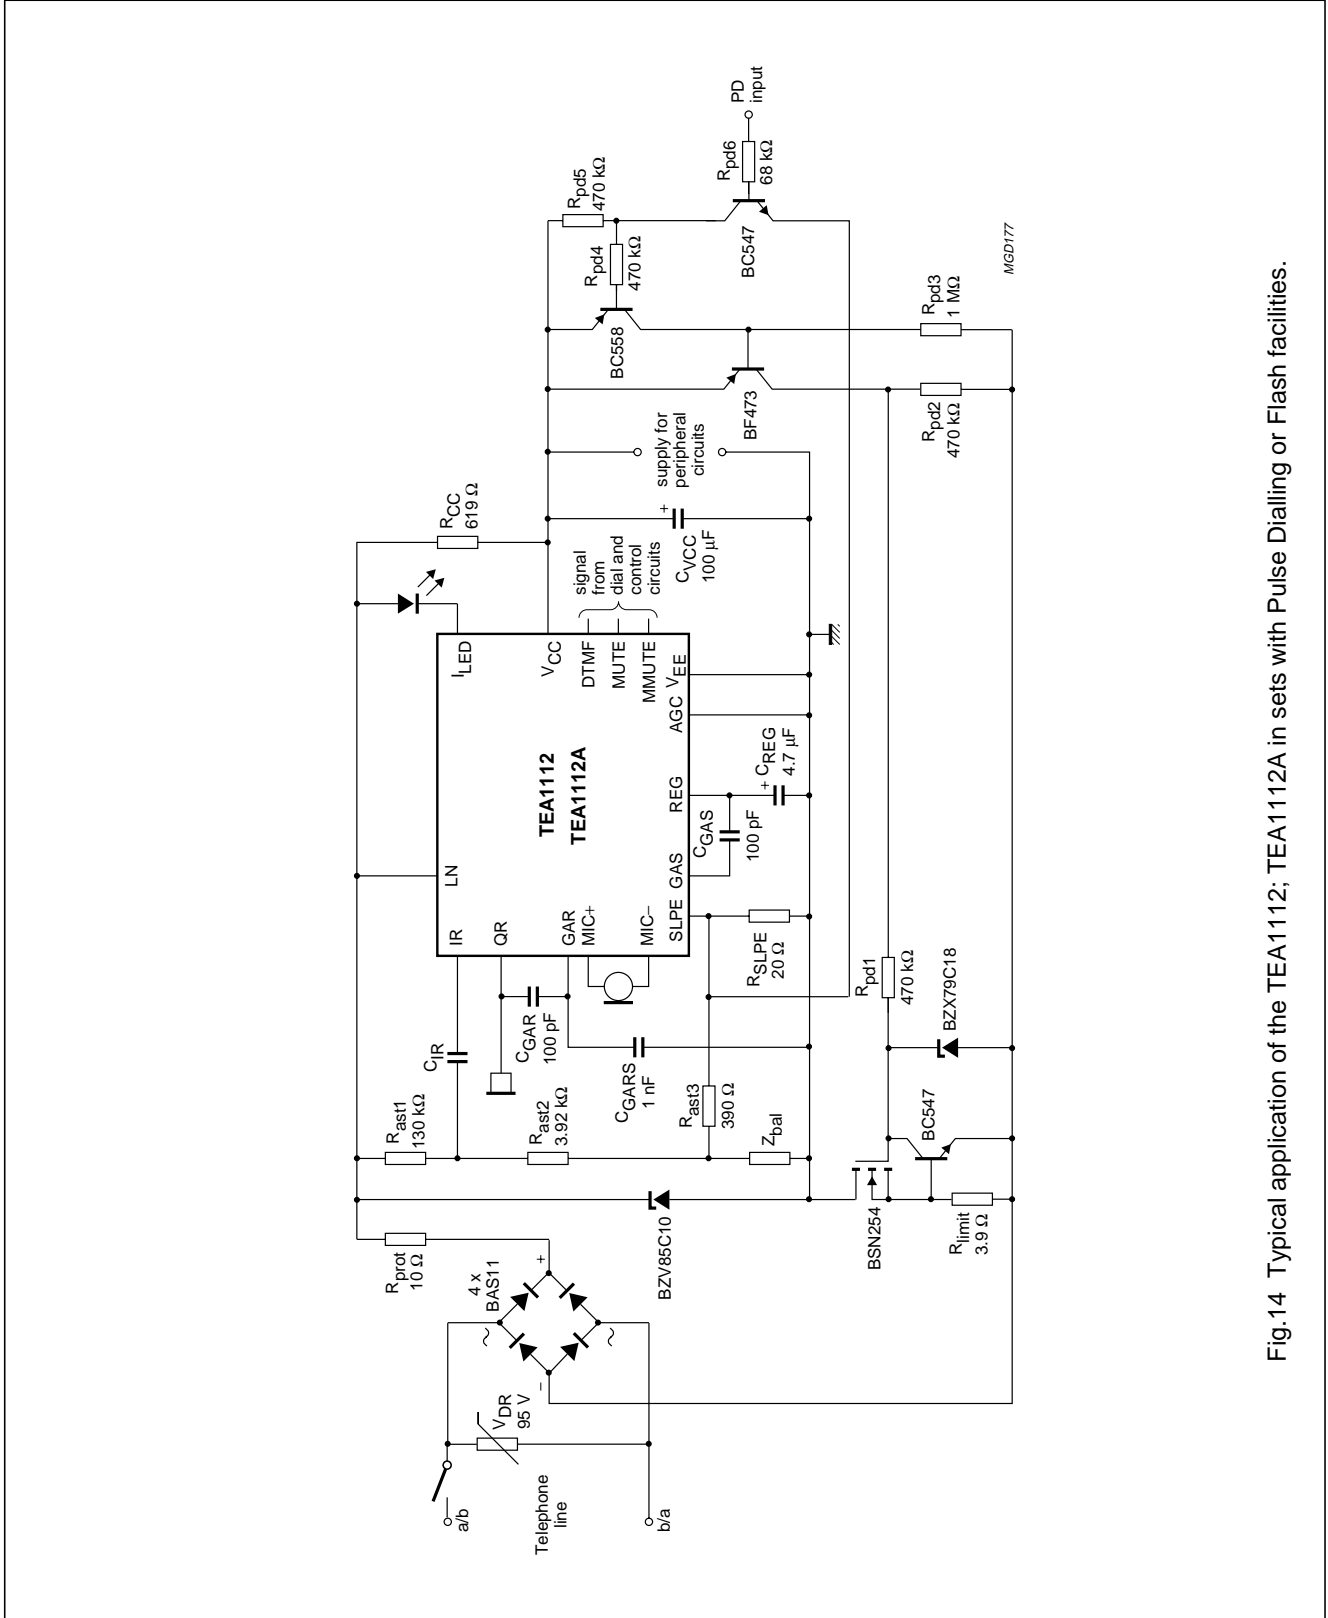 a/b
Telephone
line
b/a
VDR
95 V
4 x
BAS11
~
~
+
−
Rprot
10 Ω
BZV85C10
Rast1
130 kΩ
Rast2
3.92 kΩ
Rast3
390 Ω
Zbal
CIR
CGAR
100 pF
CGARS
1 nF
BSN254
Rlimit
3.9 Ω
BC547
BZX79C18
Rpd1
470 kΩ
RSLPE
20 Ω
CGAS
100 pF
+ CREG
4.7 µF
LN
IR
QR
GAR
MIC+
MIC−
SLPE
GAS
REG
AGC
VEE
TEA1112
TEA1112A
ILED
VCC
DTMF
MUTE
MMUTE
signal
from
dial and
control
circuits
RCC
619 Ω
+
CVCC
100 µF
supply for
peripheral
circuits
BF473
BC558
Rpd4
470 kΩ
Rpd5
470 kΩ
BC547
Rpd6
68 kΩ
PD
input
Rpd2
470 kΩ
Rpd3
1 MΩ
MGD177
Fig.14 Typical application of the TEA1112; TEA1112A in sets with Pulse Dialling or Flash facilities.